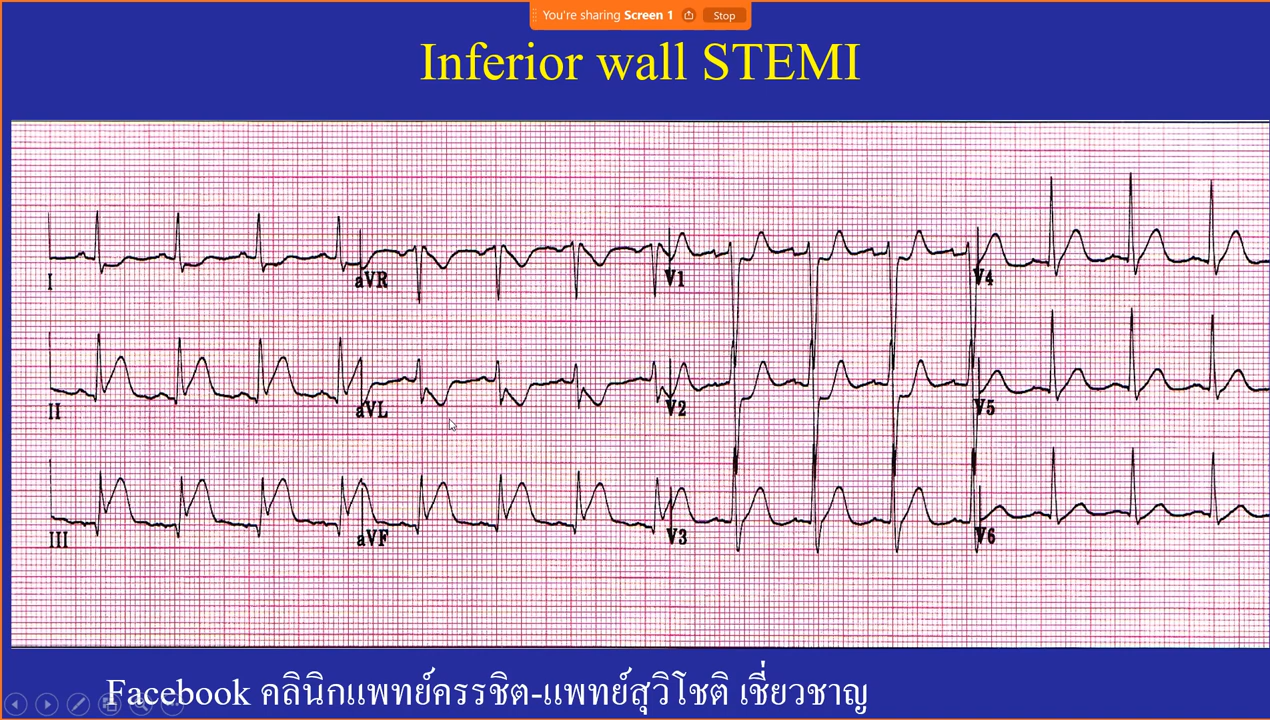 You're sharing Screen 1 Stop
Inferior wall STEMI
I aVR V1 V4
II aVL V2 V5
III aVF V3 V6
Facebook คลินิกแพทย์ครรชิต-แพทย์สุวิโชติ เชี่ยวชาญ